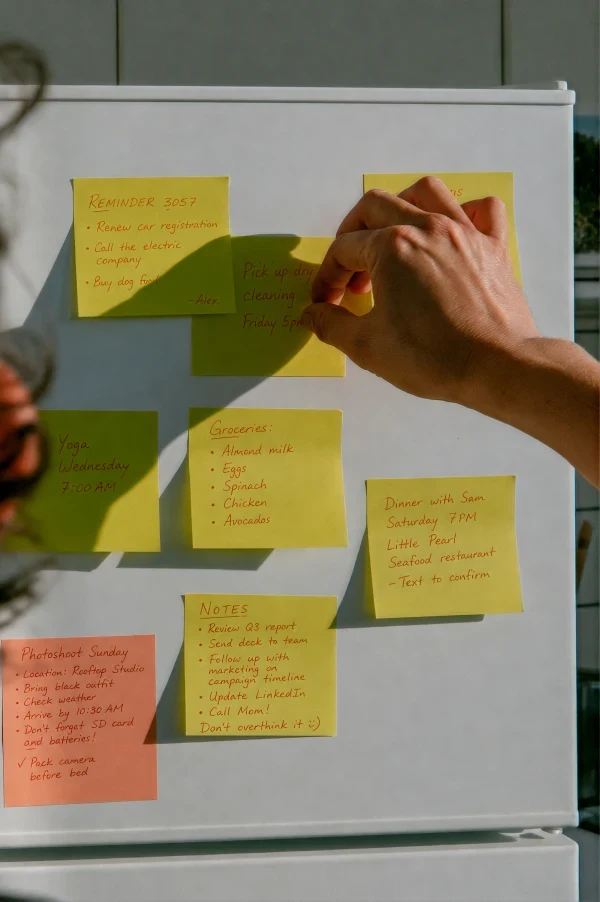 REMINDER 3057
• Renew car registration
• Call the electric
company
• Buy dog food
- Alex
Pick up dry
cleaning
Friday 5pm
Yoga
Wednesday
7:00 AM
Groceries:
• Almond milk
• Eggs
• Spinach
• Chicken
• Avocados
Dinner with Sam
Saturday 7PM
Little Pearl
Seafood restaurant
- Text to confirm
NOTES
• Review Q3 report
• Send deck to team
• Follow up with
marketing on
campaign timeline
• Update LinkedIn
• Call Mom!
Don't overthink it :)
Photoshoot Sunday
• Location: Rooftop Studio
• Bring black outfit
• Check weather
• Arrive by 10:30 AM
• Don't forget SD card
and batteries!
✓ Pack camera
before bed